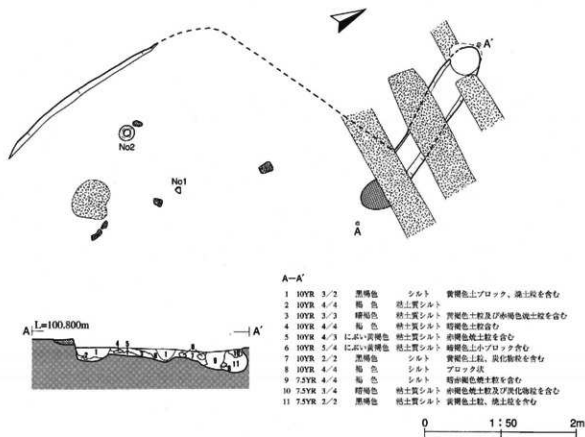 A'
No2
No1
A
A—A'
1 10YR 3/2 黒褐色 シルト 黄褐色土ブロック、焼土粒を含む
2 10YR 4/4 褐色 粘土質シルト
3 10YR 3/3 暗褐色 粘土質シルト 黄褐色土粒及び赤褐色焼土粒を含む
4 10YR 4/4 褐色 粘土質シルト 暗褐色土粒含む
5 10YR 4/3 にぶい黄褐色 粘土質シルト 赤褐色焼土粒を含む
6 10YR 5/4 にぶい黄褐色 粘土質シルト 暗褐色土小ブロック含む
7 10YR 2/2 黒褐色 シルト 黄褐色土粒、炭化物粒を含む
8 10YR 4/4 褐色 シルト ブロック状
9 7.5YR 4/4 褐色 シルト 暗赤褐色焼土粒を含む
10 7.5YR 3/4 暗褐色 粘土質シルト 赤褐色焼土粒及び炭化物粒を含む
11 7.5YR 2/2 黒褐色 粘土質シルト 黄褐色土粒、焼土粒を含む
A L=100.800m A'
0 1:50 2m